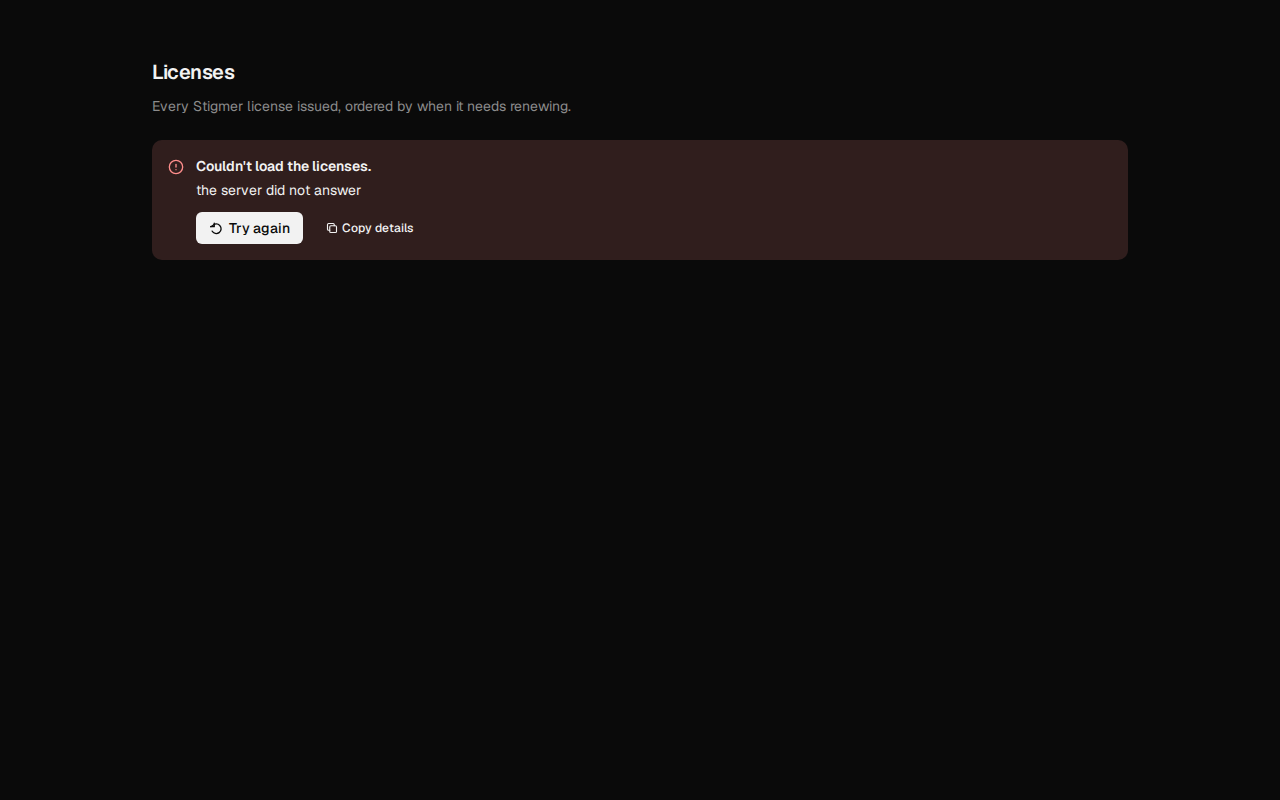 Licenses
Every Stigmer license issued, ordered by when it needs renewing.
Couldn't load the licenses.
the server did not answer
Try again
Copy details